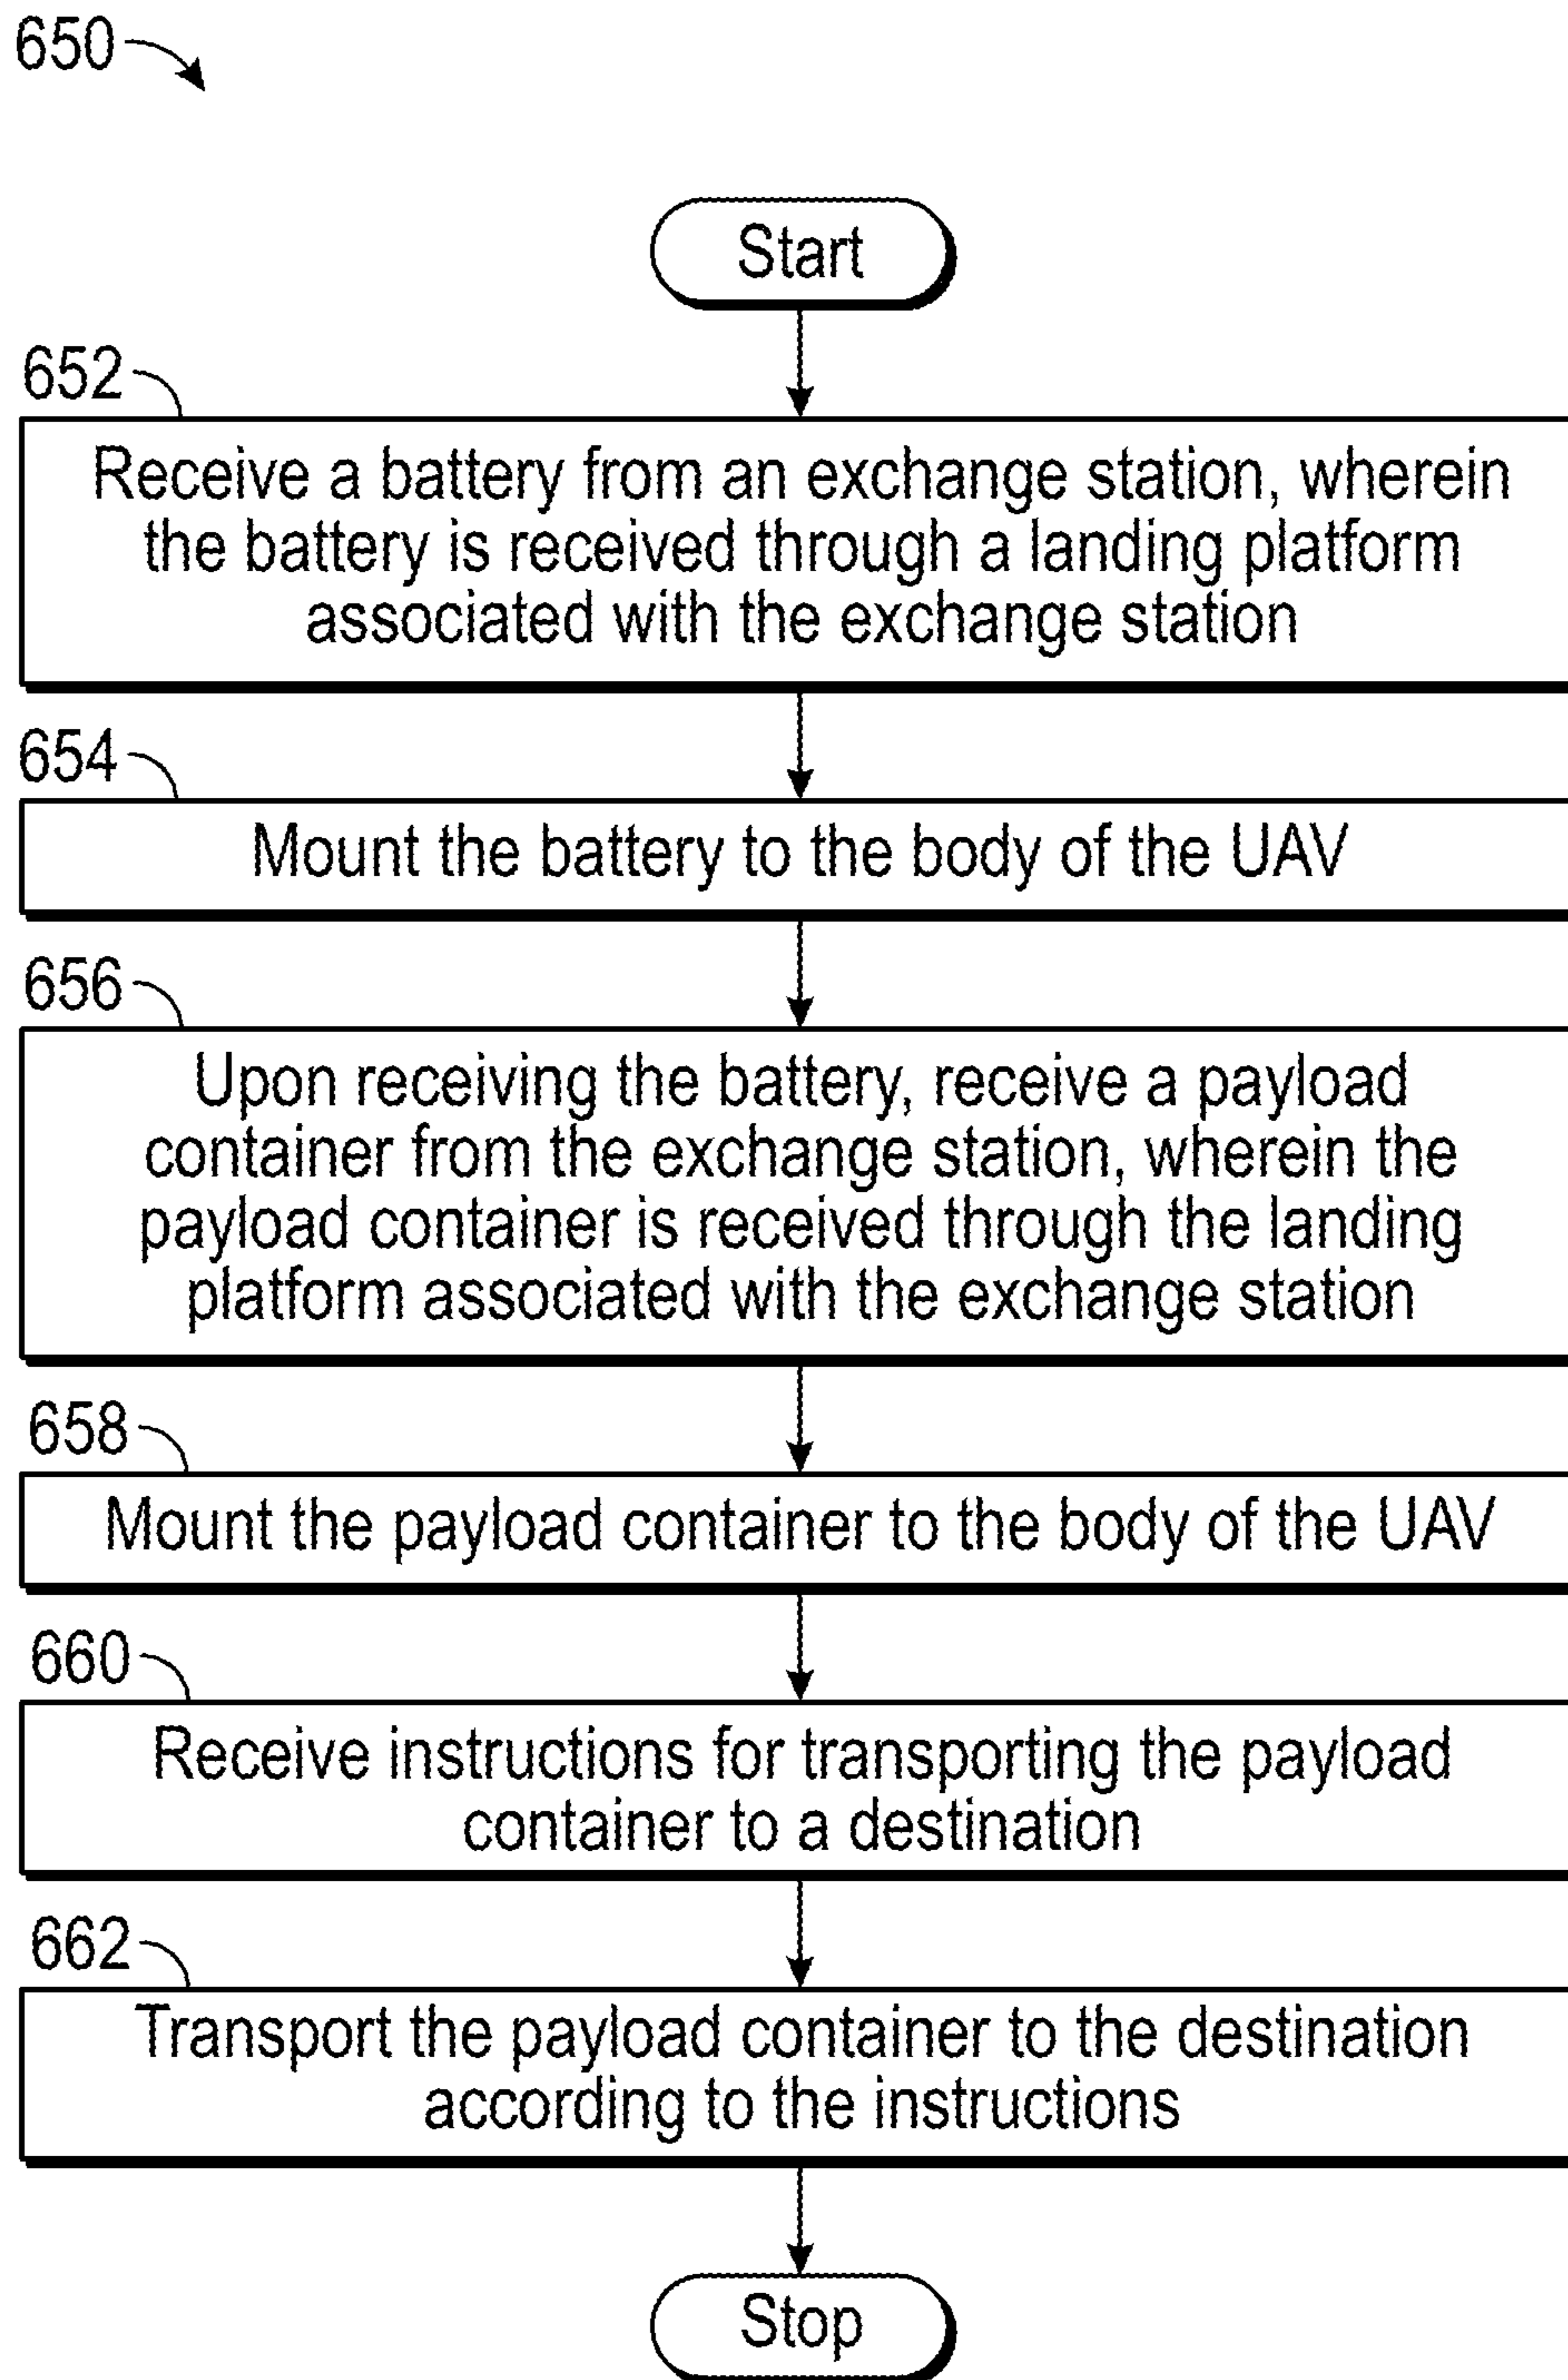 650
Start
652
Receive a battery from an exchange station, wherein
the battery is received through a landing platform
associated with the exchange station
654
Mount the battery to the body of the UAV
656
Upon receiving the battery, receive a payload
container from the exchange station, wherein the
payload container is received through the landing
platform associated with the exchange station
658
Mount the payload container to the body of the UAV
660
Receive instructions for transporting the payload
container to a destination
662
Transport the payload container to the destination
according to the instructions
Stop